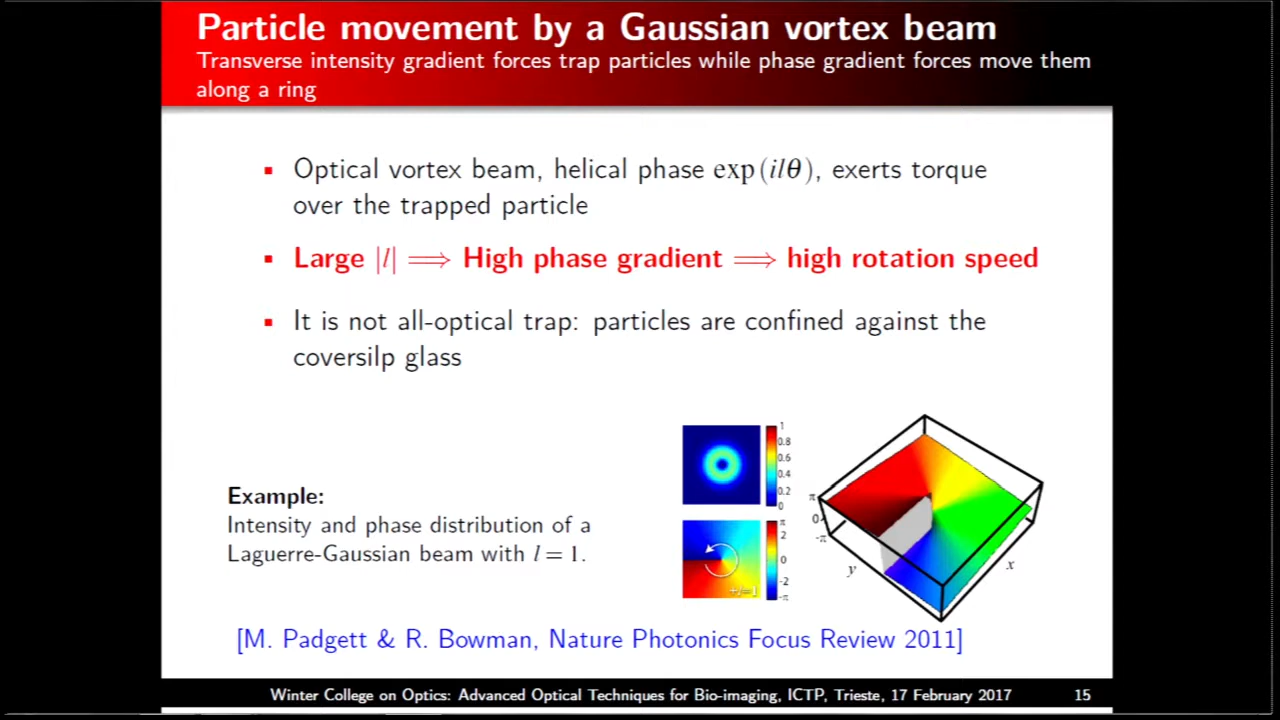 Particle movement by a Gaussian vortex beam
Transverse intensity gradient forces trap particles while phase gradient forces move them
along a ring
Optical vortex beam, helical phase exp(ilθ), exerts torque
over the trapped particle
Large |l| ⟹ High phase gradient ⟹ high rotation speed
It is not all-optical trap: particles are confined against the
coversilp glass
Example:
Intensity and phase distribution of a
Laguerre-Gaussian beam with l = 1.
1
0.8
0.6
0.4
0.2
0
π
2
0
-2
-π
+l=1
π
0
-π
y
x
[M. Padgett & R. Bowman, Nature Photonics Focus Review 2011]
Winter College on Optics: Advanced Optical Techniques for Bio-imaging, ICTP, Trieste, 17 February 2017 15